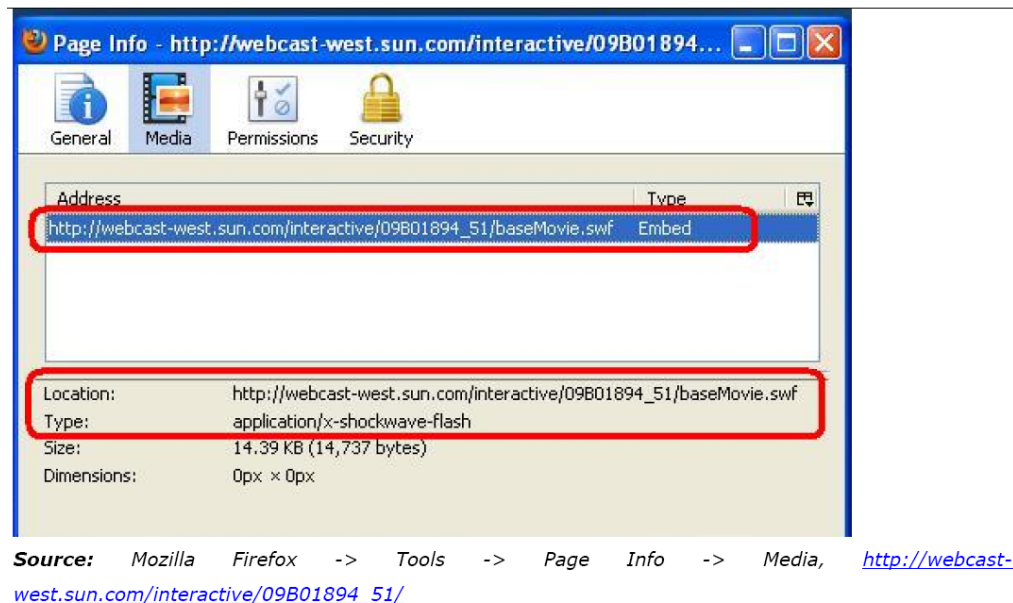 Page Info - http://webcast-west.sun.com/interactive/09B01894...
General Media Permissions Security
Address Type
http://webcast-west.sun.com/interactive/09B01894_51/baseMovie.swf Embed
Location: http://webcast-west.sun.com/interactive/09B01894_51/baseMovie.swf
Type: application/x-shockwave-flash
Size: 14.39 KB (14,737 bytes)
Dimensions: 0px × 0px
Source: Mozilla Firefox -> Tools -> Page Info -> Media, http://webcast-
west.sun.com/interactive/09B01894_51/